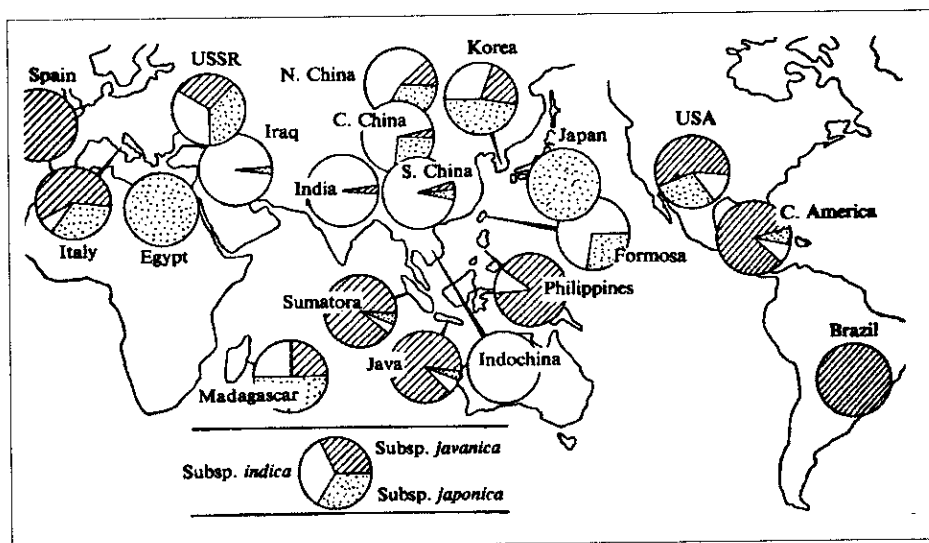 Spain
USSR
N. China
Korea
C. China
Iraq
Japan
USA
S. China
India
C. America
Italy
Egypt
Formosa
Sumatora
Philippines
Java
Indochina
Brazil
Madagascar
Subsp. javanica
Subsp. indica
Subsp. japonica